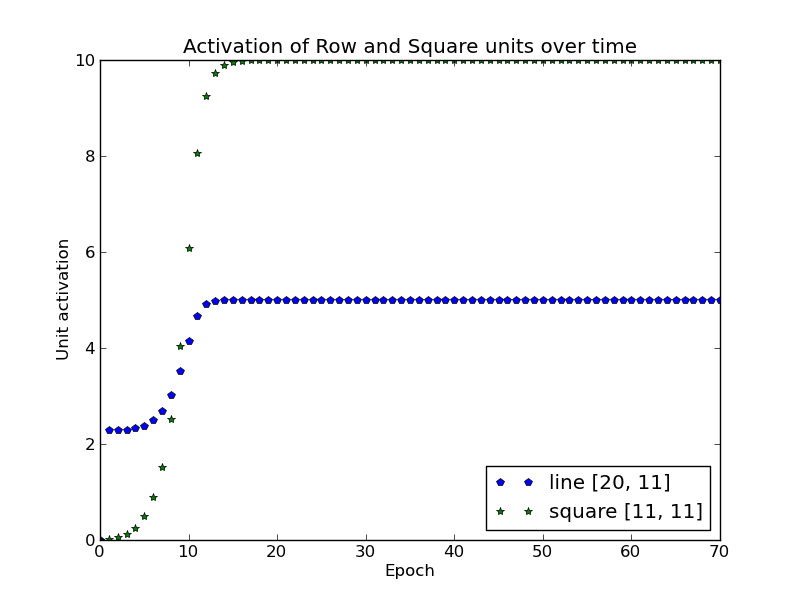 Activation of Row and Square units over time
10
8
6
4
2
0
Unit activation
line [20, 11]
square [11, 11]
0 10 20 30 40 50 60 70
Epoch